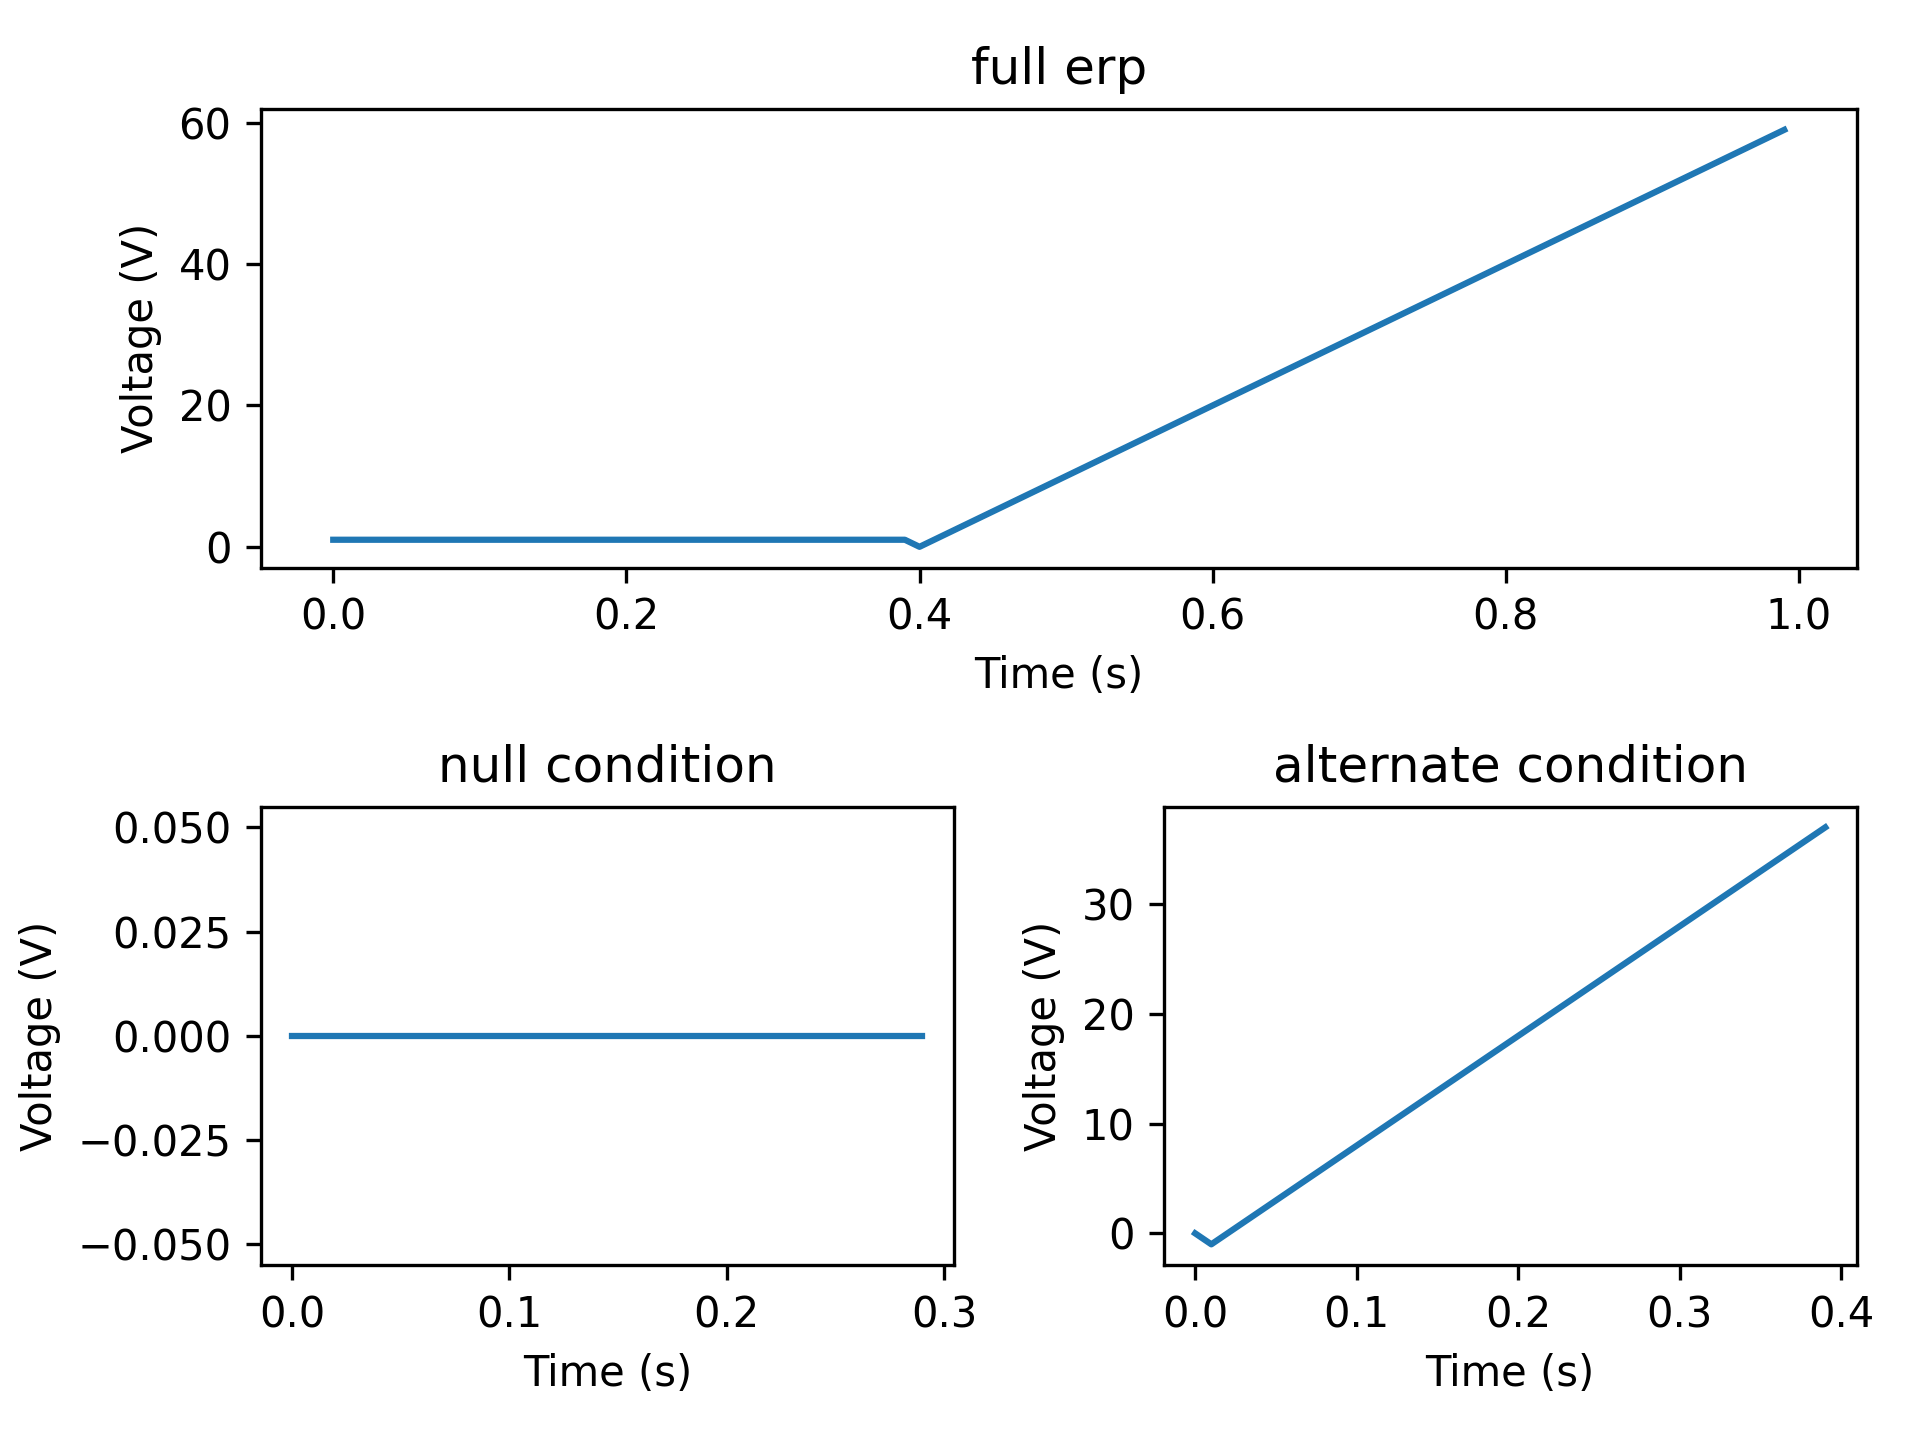 full erp
60
40
20
0
Voltage (V)
0.0 0.2 0.4 0.6 0.8 1.0
Time (s)
null condition
0.050
0.025
0.000
−0.025
−0.050
Voltage (V)
0.0 0.1 0.2 0.3
Time (s)
alternate condition
30
20
10
0
Voltage (V)
0.0 0.1 0.2 0.3 0.4
Time (s)